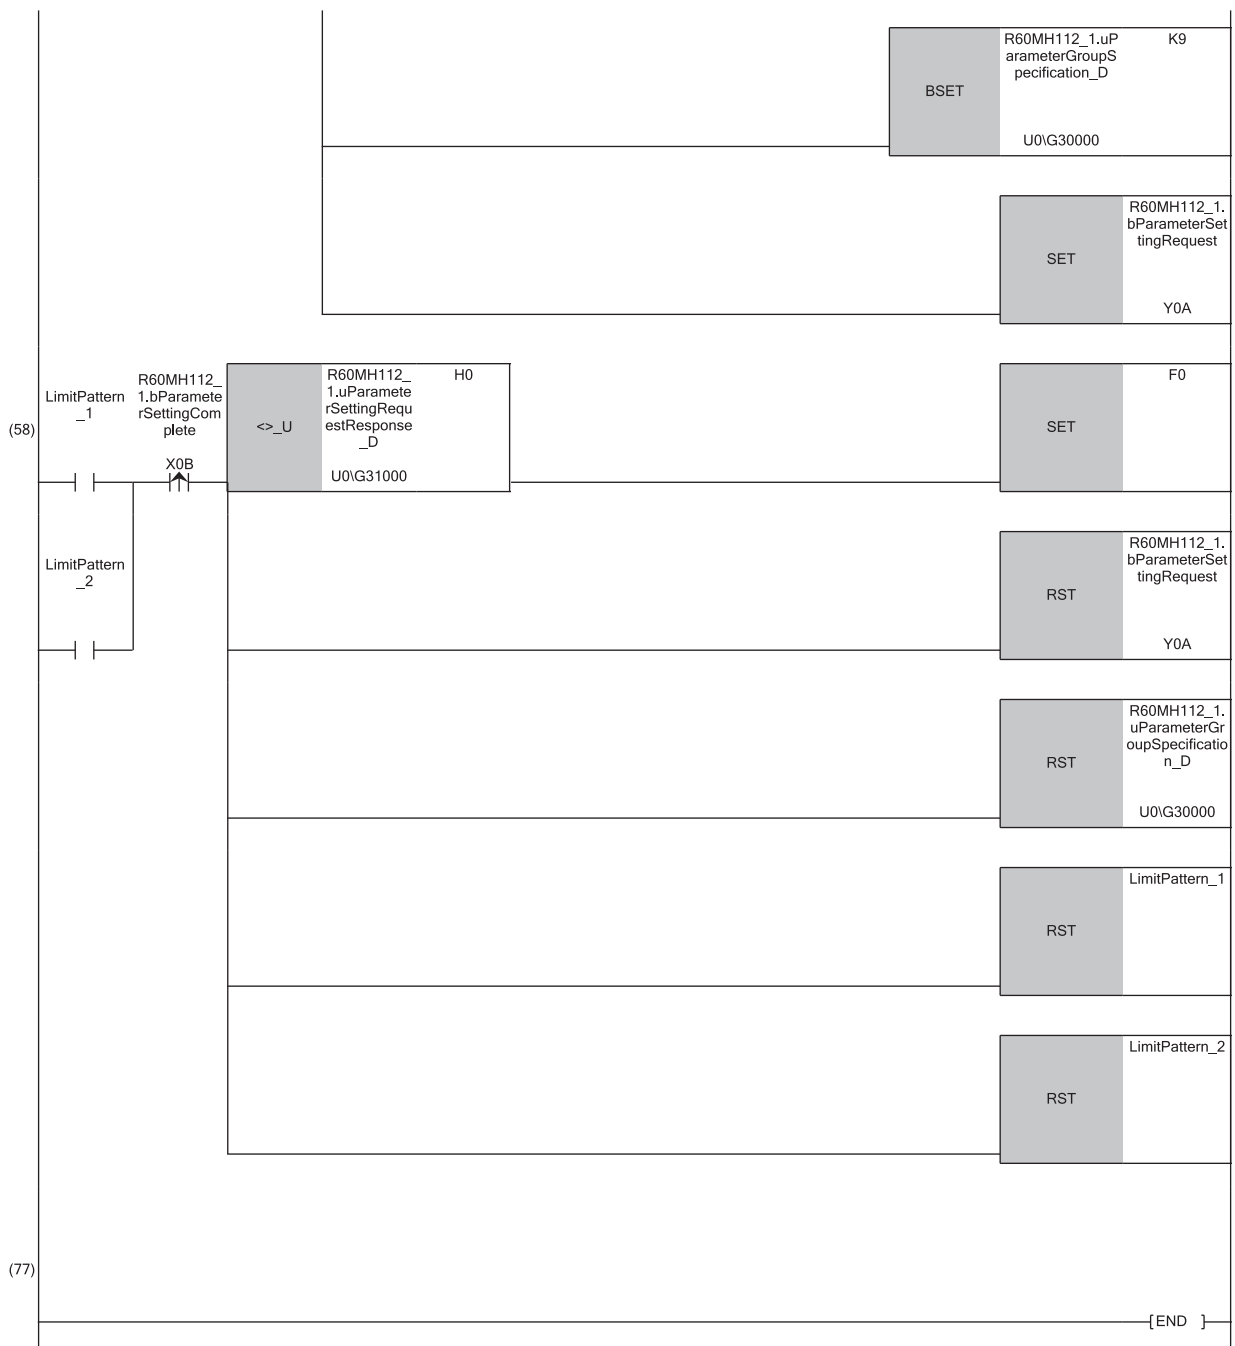 R60MH112_1.uP
arameterGroupS
pecification_D
K9
BSET
U0\G30000
R60MH112_1.
bParameterSet
tingRequest
SET
Y0A
(58)
LimitPattern
_1
R60MH112_
1.bParamete
rSettingCom
plete
X0B
<>_U
R60MH112_
1.uParamete
rSettingRequ
estResponse
_D
U0\G31000
H0
SET
F0
LimitPattern
_2
RST
R60MH112_1.
bParameterSet
tingRequest
Y0A
RST
R60MH112_1.
uParameterGr
oupSpecificatio
n_D
U0\G30000
RST
LimitPattern_1
RST
LimitPattern_2
(77)
[END ]